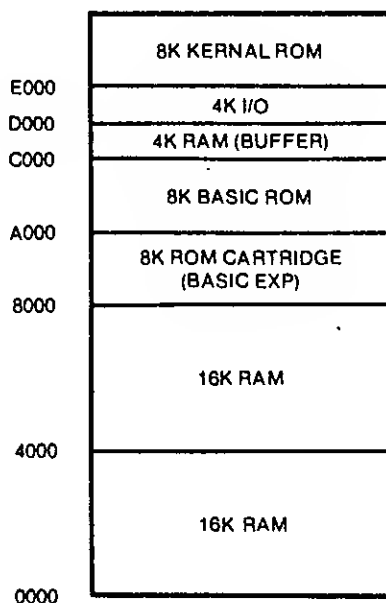 8K KERNAL ROM
E000
4K I/O
D000
4K RAM (BUFFER)
C000
8K BASIC ROM
A000
8K ROM CARTRIDGE
(BASIC EXP)
8000
16K RAM
4000
16K RAM
0000